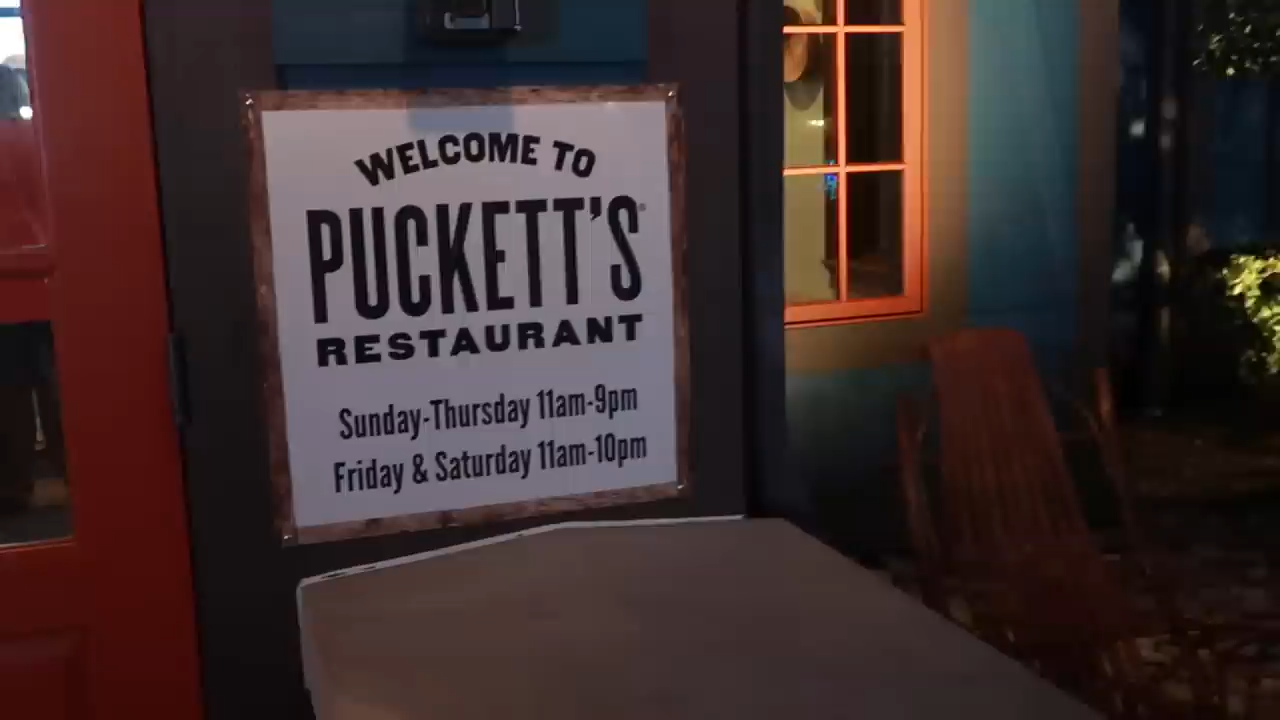 WELCOME TO
PUCKETT'S®
RESTAURANT
Sunday-Thursday 11am-9pm
Friday & Saturday 11am-10pm